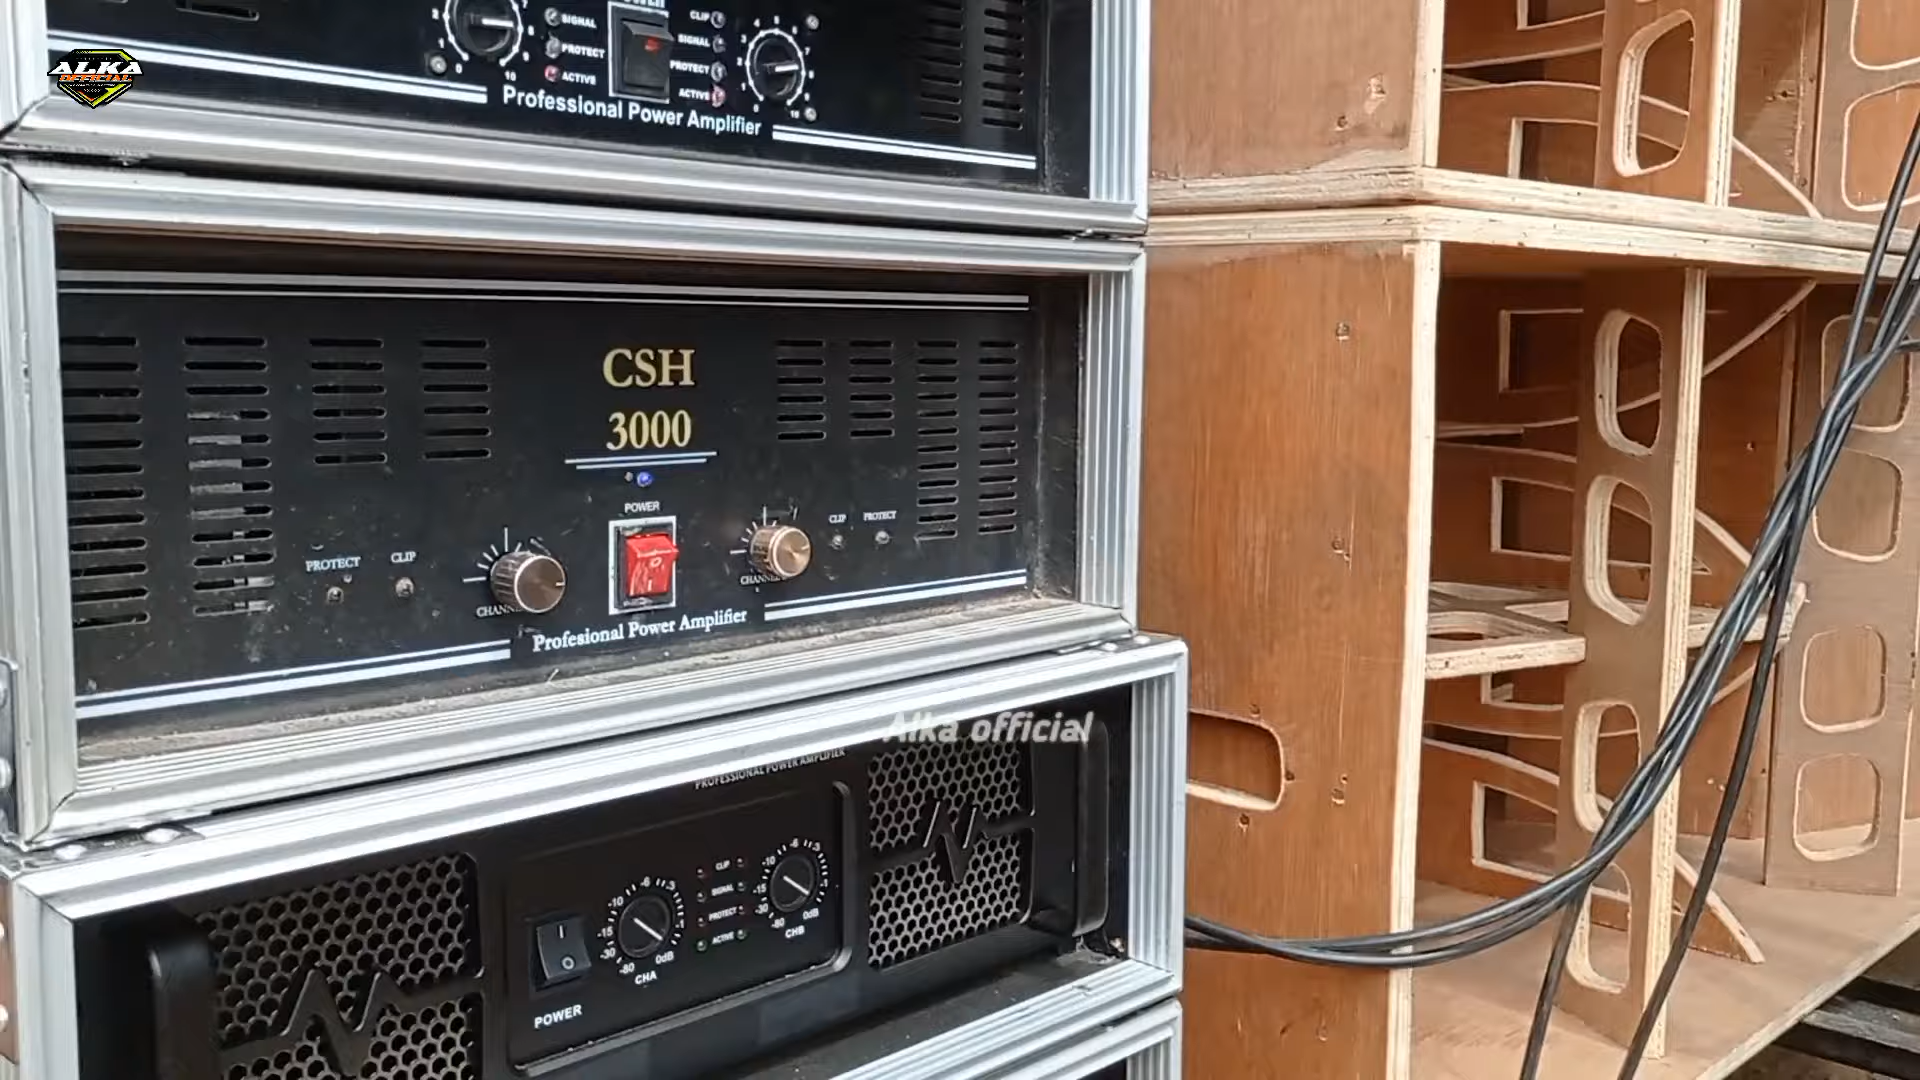 ALKA
OFFICIAL
SIGNAL
PROTECT
ACTIVE
CLIP
SIGNAL
PROTECT
ACTIVE
Professional Power Amplifier
CSH
3000
POWER
PROTECT
CLIP
CLIP
PROTECT
Profesional Power Amplifier
Alka official
PROFESSIONAL POWER AMPLIFIER
CLIP
SIGNAL
PROTECT
ACTIVE
-80 -30 -15 -10 -6 0dB
CHA
-80 -30 -15 -10 -6 0dB
CHB
POWER